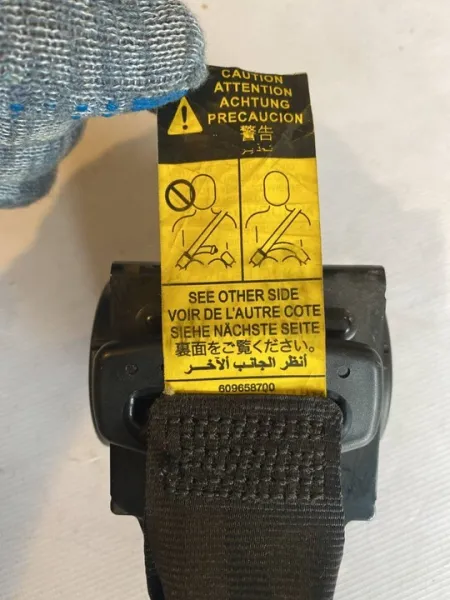 CAUTION
ATTENTION
ACHTUNG
PRECAUCION
警告
تحذير
SEE OTHER SIDE
VOIR DE L'AUTRE COTE
SIEHE NÄCHSTE SEITE
裏面をご覧ください。
أنظر الجانب الآخر
609658700